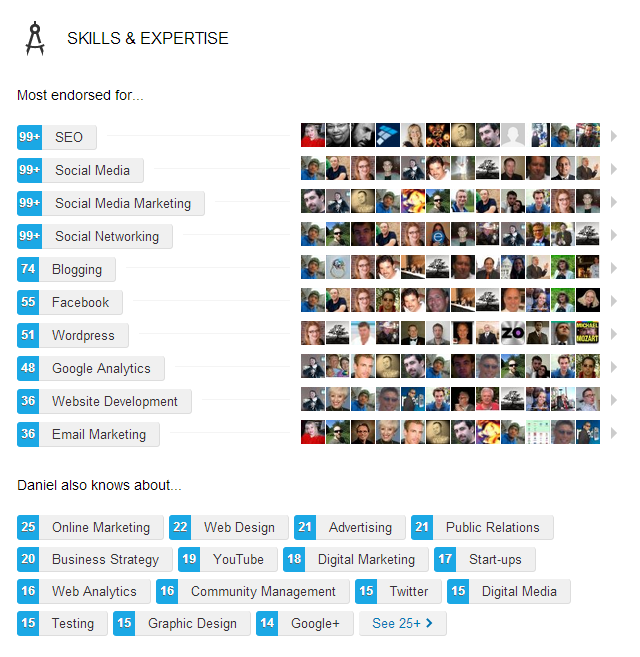 SKILLS & EXPERTISE
Most endorsed for...
99+ SEO
99+ Social Media
99+ Social Media Marketing
99+ Social Networking
74 Blogging
55 Facebook
51 Wordpress
ZO
MICHAEL
MOZART
48 Google Analytics
36 Website Development
36 Email Marketing
Daniel also knows about...
25 Online Marketing 22 Web Design 21 Advertising 21 Public Relations
20 Business Strategy 19 YouTube 18 Digital Marketing 17 Start-ups
16 Web Analytics 16 Community Management 15 Twitter 15 Digital Media
15 Testing 15 Graphic Design 14 Google+ See 25+